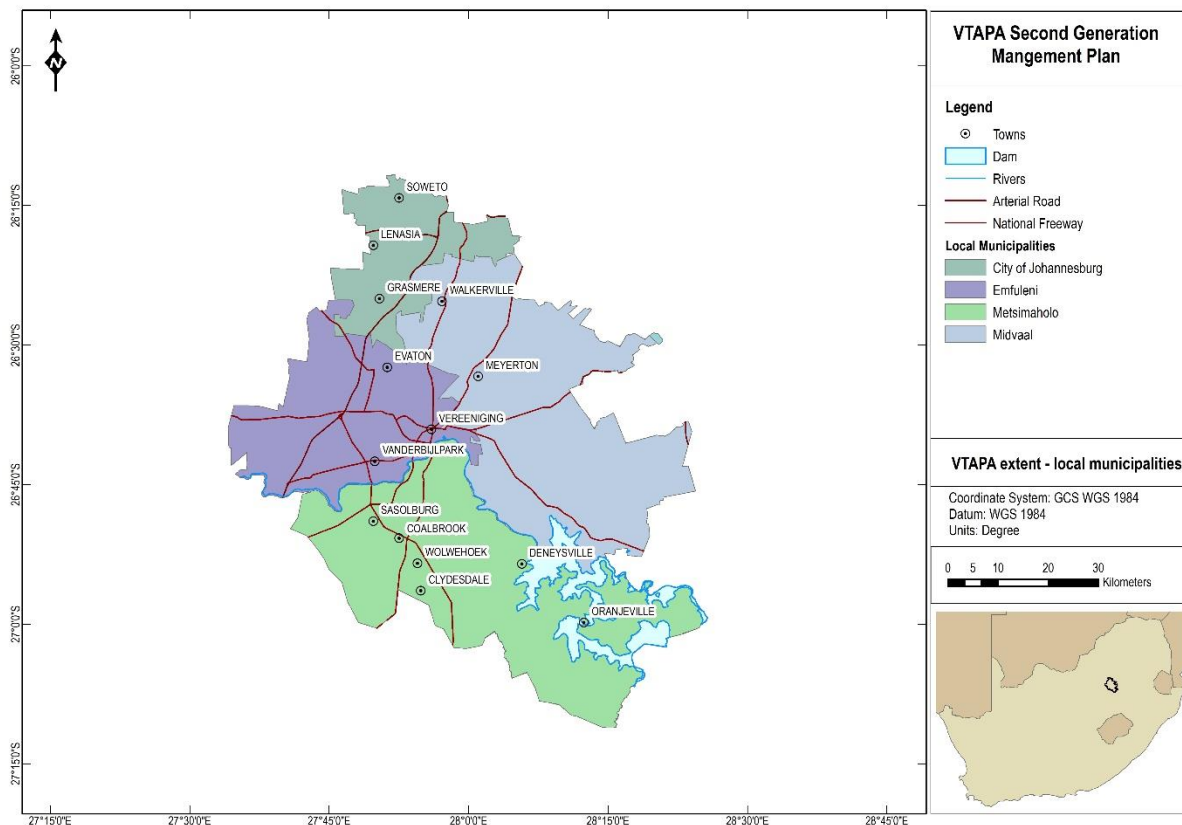 VTAPA Second Generation
Mangement Plan
Legend
Towns
Dam
Rivers
Arterial Road
National Freeway
Local Municipalities
City of Johannesburg
Emfuleni
Metsimaholo
Midvaal
VTAPA extent - local municipalities
Coordinate System: GCS WGS 1984
Datum: WGS 1984
Units: Degree
0 5 10 20 30
Kilometers
N
SOWETO
LENASIA
GRASMERE
WALKERVILLE
EVATON
MEYERTON
VEREENIGING
VANDERBIJLPARK
SASOLBURG
COALBROOK
WOLWEHOEK
DENEYSVILLE
CLYDESDALE
ORANJEVILLE
26°0'0"S
26°15'0"S
26°30'0"S
26°45'0"S
27°0'0"S
27°15'0"S
27°15'0"E
27°30'0"E
27°45'0"E
28°0'0"E
28°15'0"E
28°30'0"E
28°45'0"E